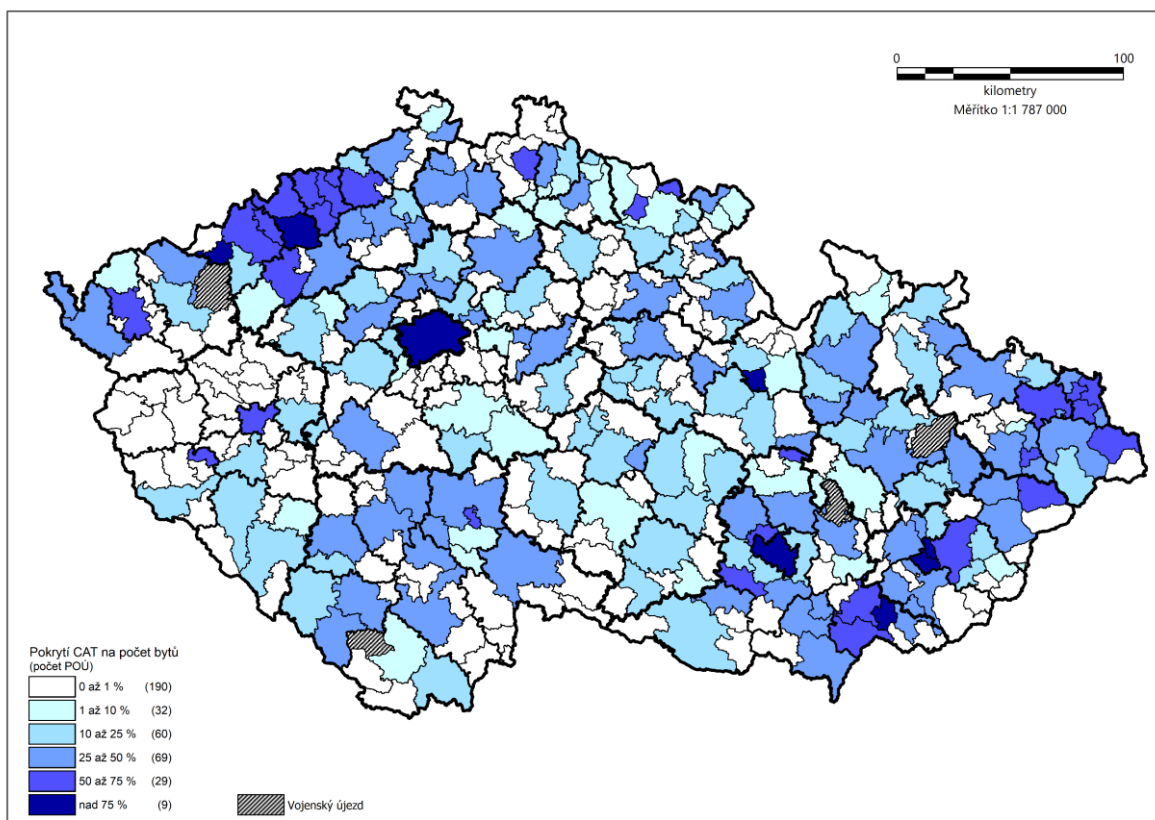 0 100
kilometry
Měřítko 1:1 787 000
Pokrytí CAT na počet bytů
(počet POÚ)
0 až 1 % (190)
1 až 10 % (32)
10 až 25 % (60)
25 až 50 % (69)
50 až 75 % (29)
nad 75 % (9)
Vojenský újezd